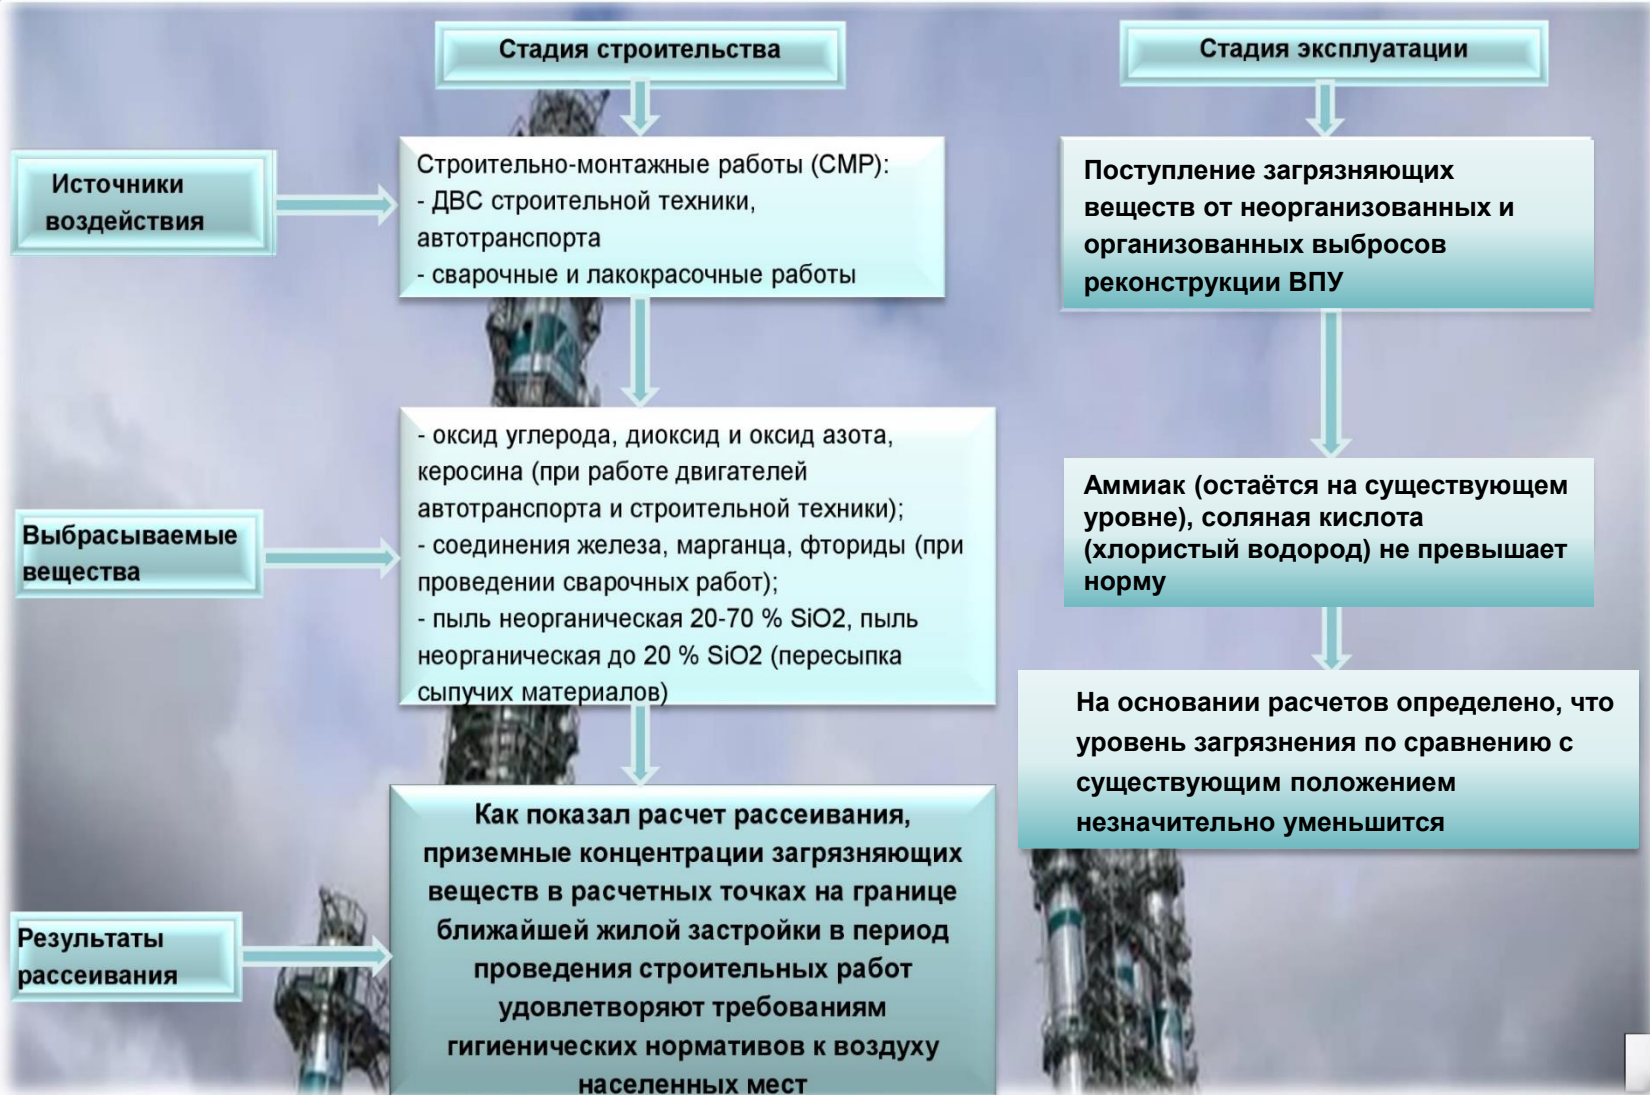 Стадия строительства
Стадия эксплуатации
Источники
воздействия
Строительно-монтажные работы (СМР):
- ДВС строительной техники,
автотранспорта
- сварочные и лакокрасочные работы
Поступление загрязняющих
веществ от неорганизованных и
организованных выбросов
реконструкции ВПУ
Выбрасываемые
вещества
- оксид углерода, диоксид и оксид азота,
керосина (при работе двигателей
автотранспорта и строительной техники);
- соединения железа, марганца, фториды (при
проведении сварочных работ);
- пыль неорганическая 20-70 % SiO2, пыль
неорганическая до 20 % SiO2 (пересыпка
сыпучих материалов)
Аммиак (остаётся на существующем
уровне), соляная кислота
(хлористый водород) не превышает
норму
Результаты
рассеивания
Как показал расчет рассеивания,
приземные концентрации загрязняющих
веществ в расчетных точках на границе
ближайшей жилой застройки в период
проведения строительных работ
удовлетворяют требованиям
гигиенических нормативов к воздуху
населенных мест
На основании расчетов определено, что
уровень загрязнения по сравнению с
существующим положением
незначительно уменьшится